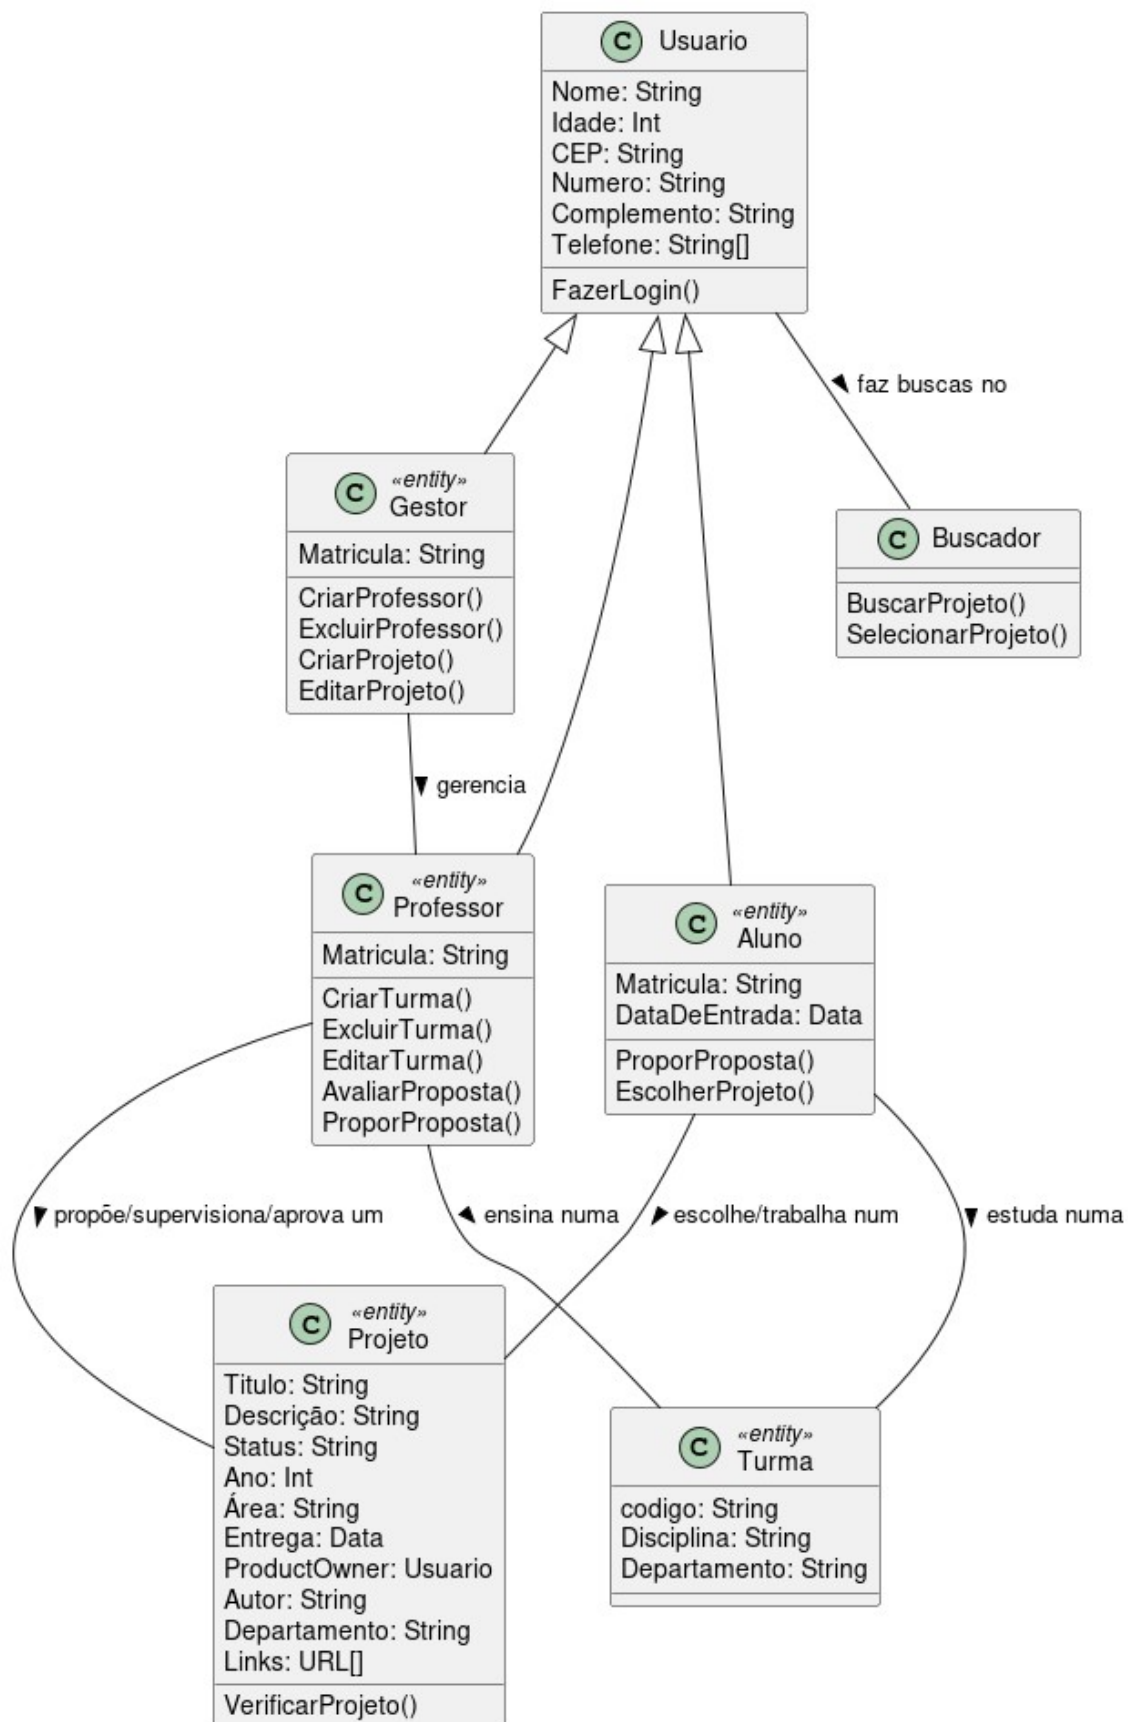 C Usuario
Nome: String
Idade: Int
CEP: String
Numero: String
Complemento: String
Telefone: String[]
FazerLogin()
faz buscas no
«entity»
C Gestor
Matricula: String
CriarProfessor()
ExcluirProfessor()
CriarProjeto()
EditarProjeto()
C Buscador
BuscarProjeto()
SelecionarProjeto()
gerencia
«entity»
C Professor
Matricula: String
CriarTurma()
ExcluirTurma()
EditarTurma()
AvaliarProposta()
ProporProposta()
«entity»
C Aluno
Matricula: String
DataDeEntrada: Data
ProporProposta()
EscolherProjeto()
propõe/supervisiona/aprova um
ensina numa
escolhe/trabalha num
estuda numa
«entity»
C Projeto
Titulo: String
Descrição: String
Status: String
Ano: Int
Área: String
Entrega: Data
ProductOwner: Usuario
Autor: String
Departamento: String
Links: URL[]
VerificarProjeto()
«entity»
C Turma
codigo: String
Disciplina: String
Departamento: String